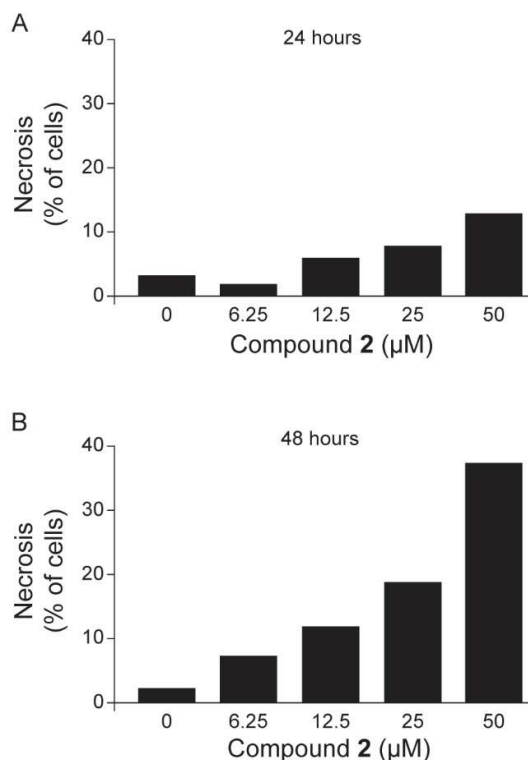 A
24 hours
40
30
20
10
0
Necrosis
(% of cells)
0 6.25 12.5 25 50
Compound 2 (µM)
B
48 hours
40
30
20
10
0
Necrosis
(% of cells)
0 6.25 12.5 25 50
Compound 2 (µM)